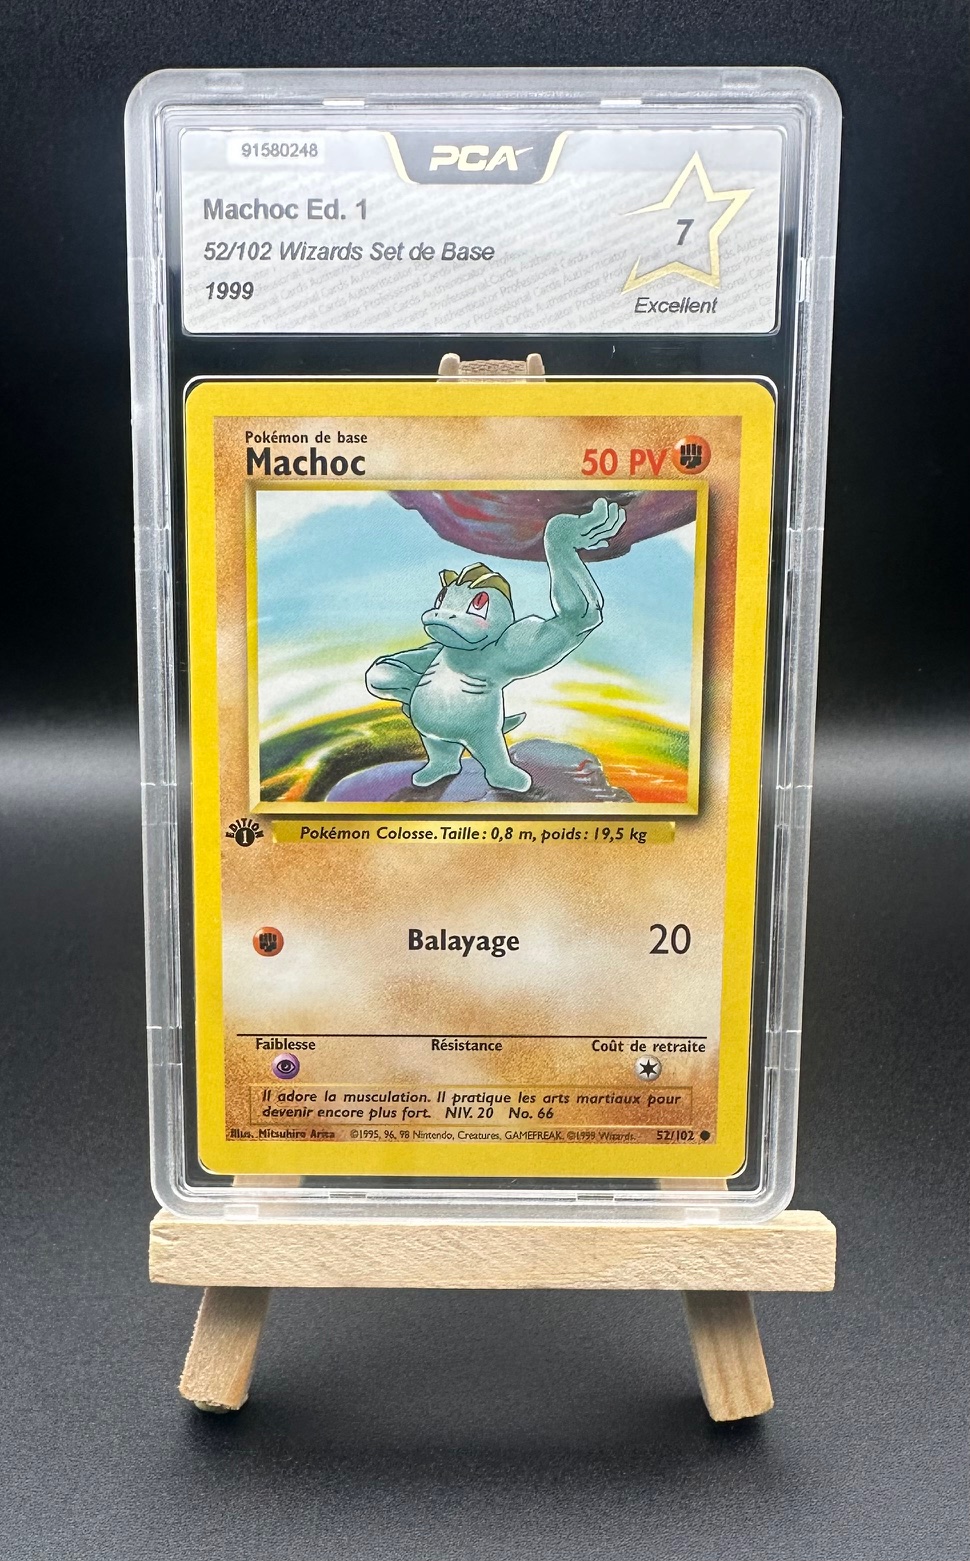 91580248
PCA
Machoc Ed. 1
52/102 Wizards Set de Base
1999
7
Excellent
Pokémon de base
Machoc
50 PV
EDITION
1
Pokémon Colosse. Taille : 0,8 m, poids : 19,5 kg
Balayage
20
Faiblesse
Résistance
Coût de retraite
Il adore la musculation. Il pratique les arts martiaux pour
devenir encore plus fort. NIV. 20 No. 66
Illus. Mitsuhiro Arita ©1995, 96, 98 Nintendo, Creatures, GAMEFREAK. ©1999 Wizards. 52/102